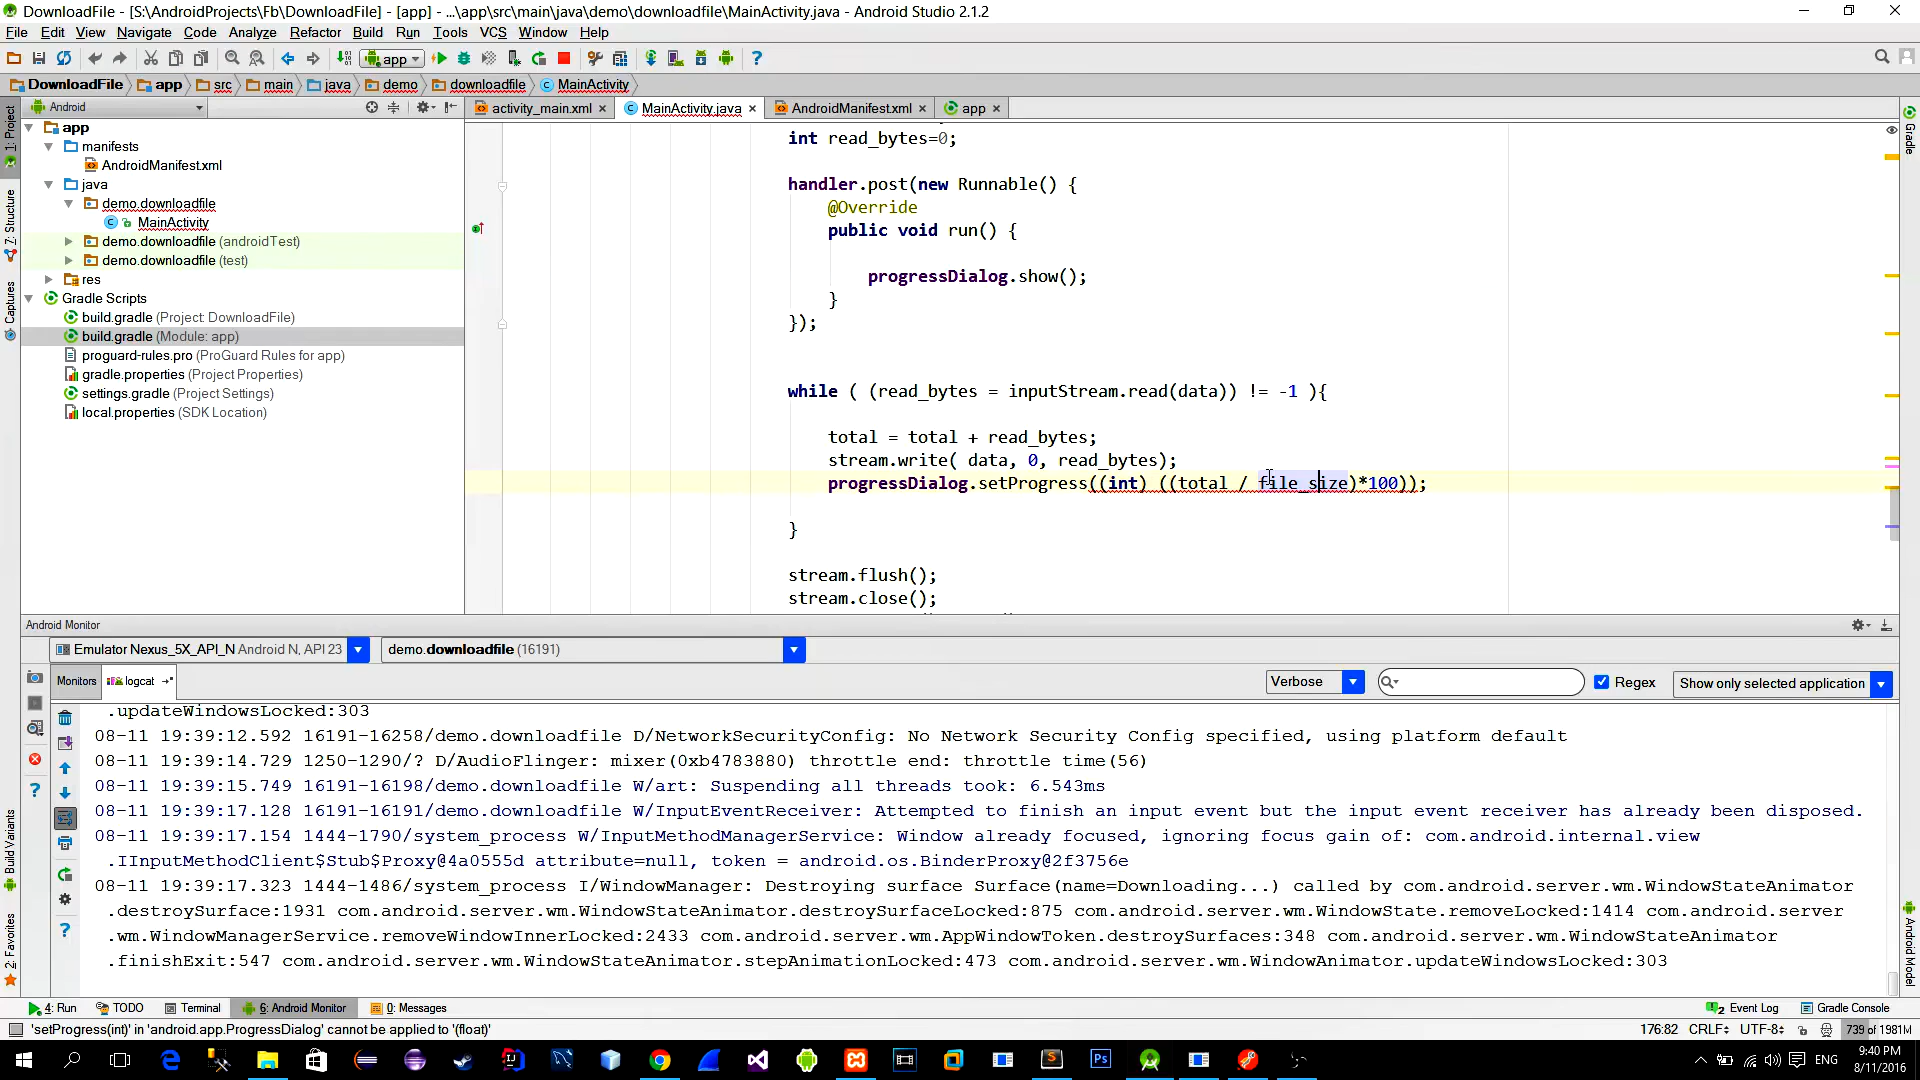 DownloadFile - [S:\AndroidProjects\Fb\DownloadFile] - [app] - ...\app\src\main\java\demo\downloadfile\MainActivity.java - Android Studio 2.1.2
File Edit View Navigate Code Analyze Refactor Build Run Tools VCS Window Help
app
DownloadFile app src main java demo downloadfile MainActivity
Android
activity_main.xml MainActivity.java AndroidManifest.xml app
1: Project
7: Structure
Captures
Build Variants
2: Favorites
Gradle
Android Model
app
manifests
AndroidManifest.xml
java
demo.downloadfile
MainActivity
demo.downloadfile (androidTest)
demo.downloadfile (test)
res
Gradle Scripts
build.gradle (Project: DownloadFile)
build.gradle (Module: app)
proguard-rules.pro (ProGuard Rules for app)
gradle.properties (Project Properties)
settings.gradle (Project Settings)
local.properties (SDK Location)
int read_bytes=0;
handler.post(new Runnable() {
@Override
public void run() {
progressDialog.show();
}
});
while ( (read_bytes = inputStream.read(data)) != -1 ){
total = total + read_bytes;
stream.write( data, 0, read_bytes);
progressDialog.setProgress((int) ((total / file_size)*100));
}
stream.flush();
stream.close();
Android Monitor
Emulator Nexus_5X_API_N Android N, API 23
demo.downloadfile (16191)
Monitors logcat
Verbose
Regex
Show only selected application
.updateWindowsLocked:303
08-11 19:39:12.592 16191-16258/demo.downloadfile D/NetworkSecurityConfig: No Network Security Config specified, using platform default
08-11 19:39:14.729 1250-1290/? D/AudioFlinger: mixer(0xb4783880) throttle end: throttle time(56)
08-11 19:39:15.749 16191-16198/demo.downloadfile W/art: Suspending all threads took: 6.543ms
08-11 19:39:17.128 16191-16191/demo.downloadfile W/InputEventReceiver: Attempted to finish an input event but the input event receiver has already been disposed.
08-11 19:39:17.154 1444-1790/system_process W/InputMethodManagerService: Window already focused, ignoring focus gain of: com.android.internal.view
.IInputMethodClient$Stub$Proxy@4a0555d attribute=null, token = android.os.BinderProxy@2f3756e
08-11 19:39:17.323 1444-1486/system_process I/WindowManager: Destroying surface Surface(name=Downloading...) called by com.android.server.wm.WindowStateAnimator
.destroySurface:1931 com.android.server.wm.WindowStateAnimator.destroySurfaceLocked:875 com.android.server.wm.WindowState.removeLocked:1414 com.android.server
.wm.WindowManagerService.removeWindowInnerLocked:2433 com.android.server.wm.AppWindowToken.destroySurfaces:348 com.android.server.wm.WindowStateAnimator
.finishExit:547 com.android.server.wm.WindowStateAnimator.stepAnimationLocked:473 com.android.server.wm.WindowAnimator.updateWindowsLocked:303
4: Run TODO Terminal 6: Android Monitor 0: Messages
2 Event Log Gradle Console
'setProgress(int)' in 'android.app.ProgressDialog' cannot be applied to '(float)'
176:82 CRLF UTF-8 739 of 1981M
Ps
ENG
9:40 PM
8/11/2016